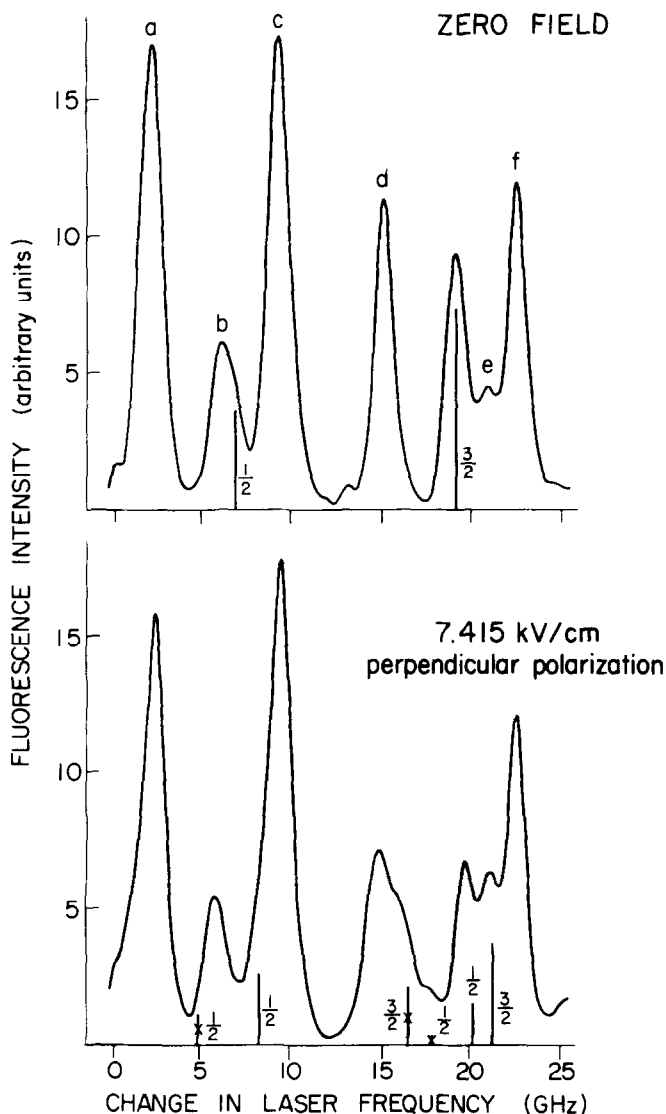 ZERO FIELD
a
c
15
f
d
10
b
e
5
1/2
3/2
FLUORESCENCE INTENSITY (arbitrary units)
7.415 kV/cm
perpendicular polarization
15
10
5
1/2
1/2
3/2
1/2
1/2
3/2
0 5 10 15 20 25
CHANGE IN LASER FREQUENCY (GHz)